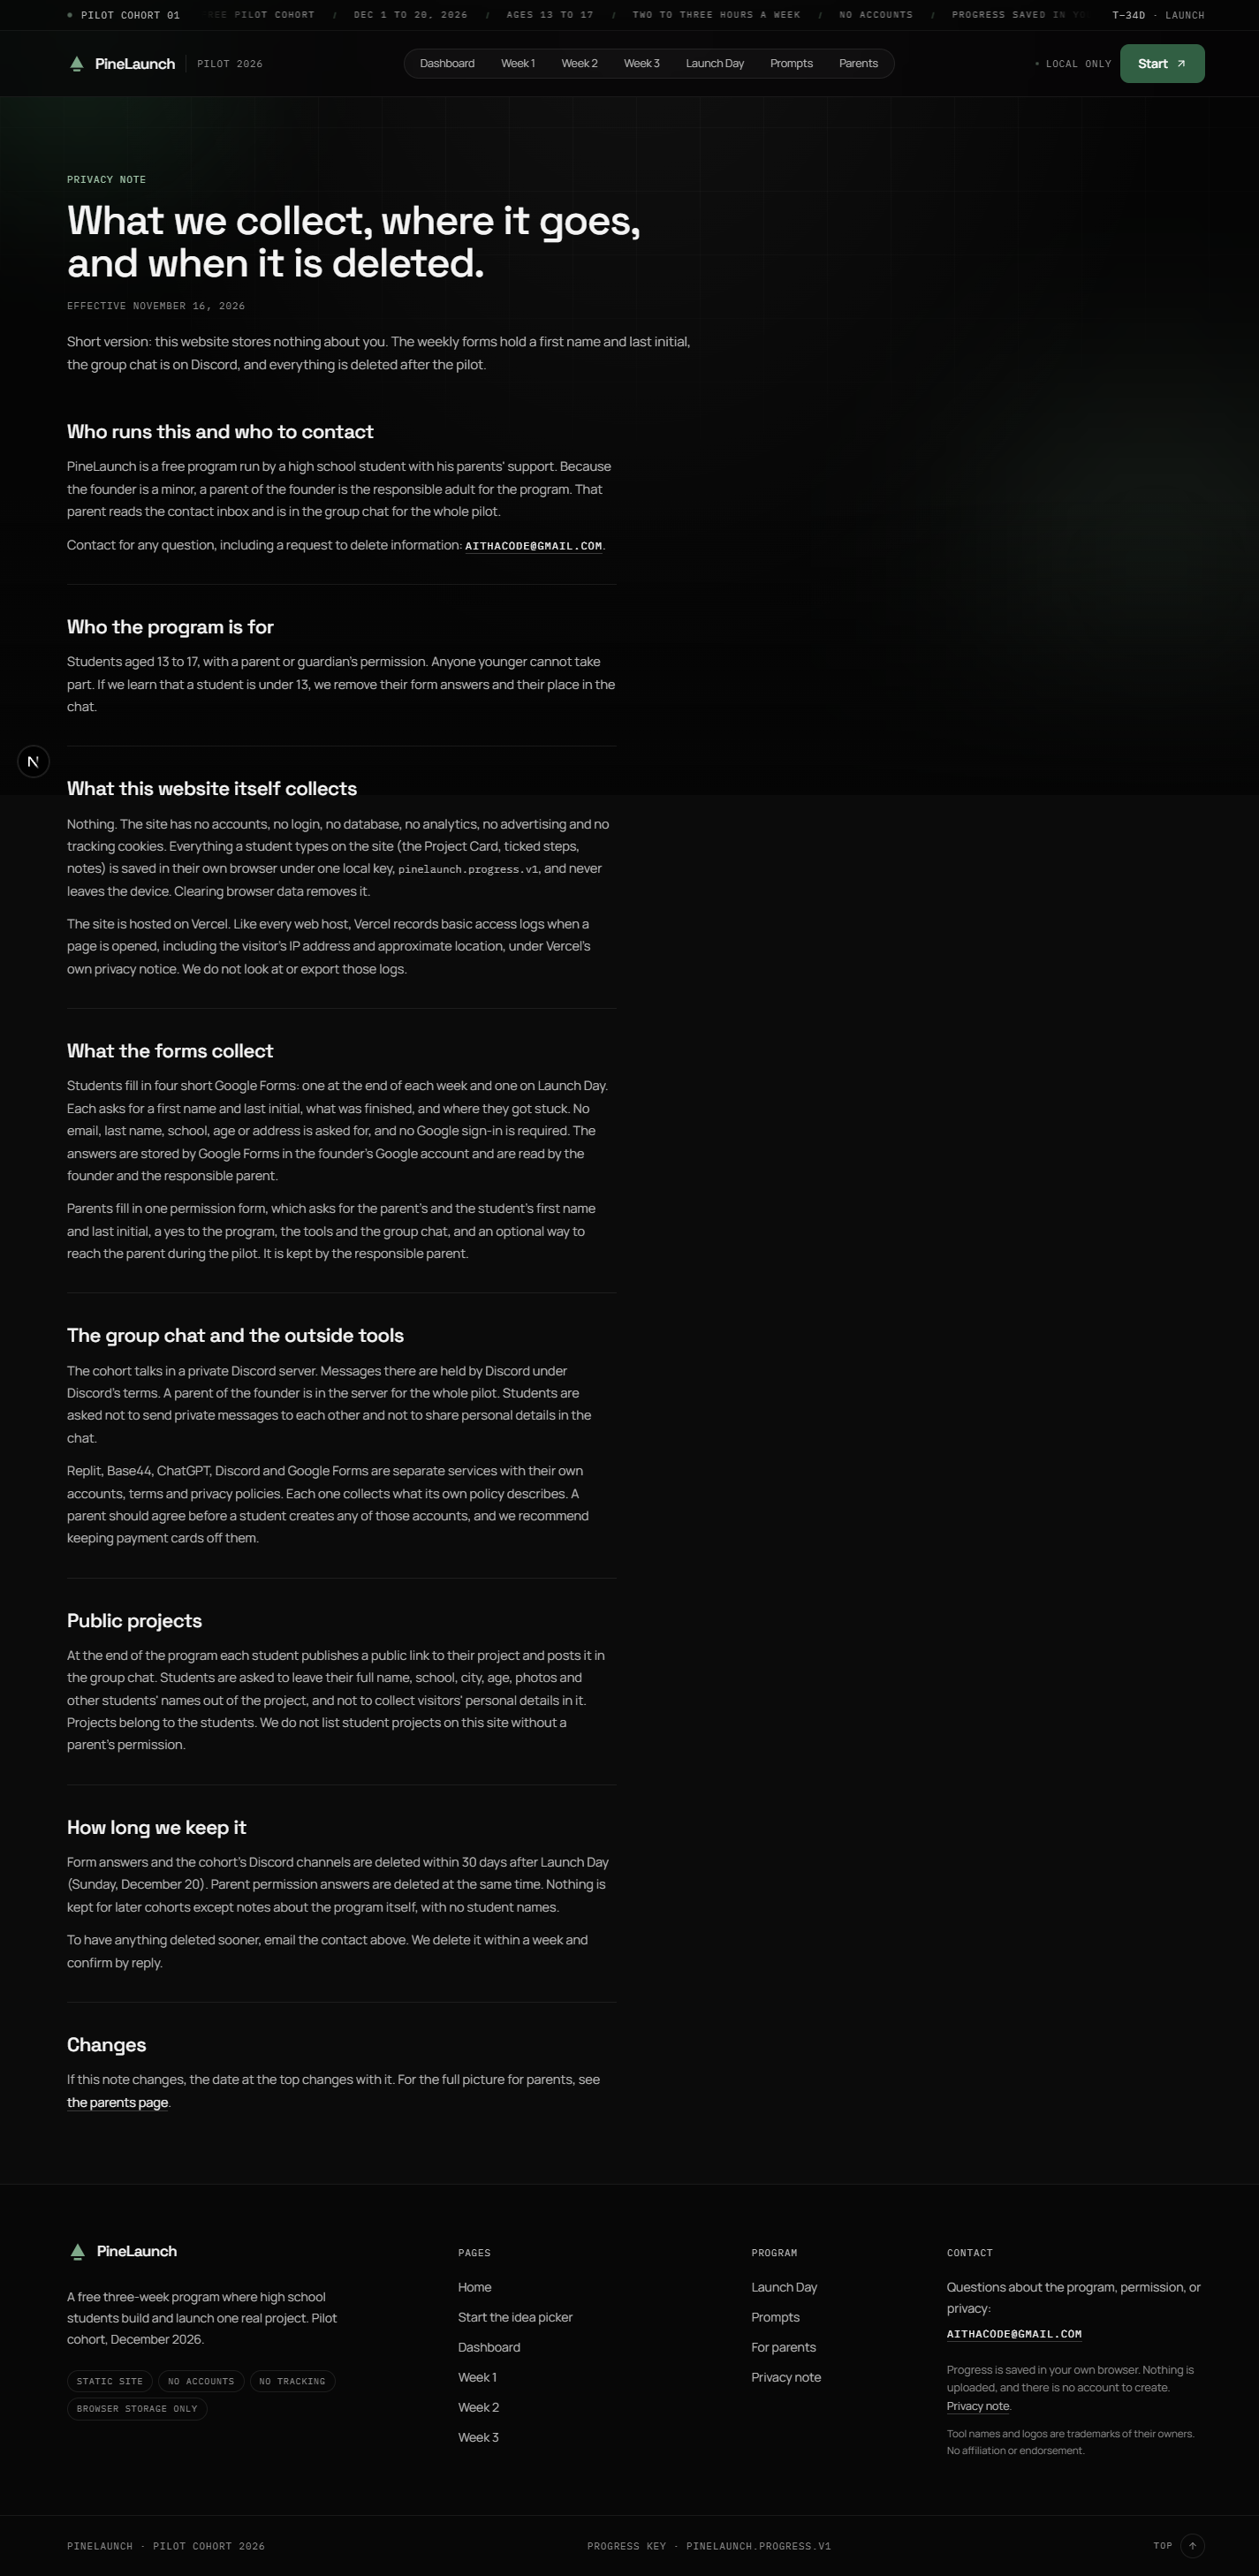 PILOT COHORT 01
REE PILOT COHORT / DEC 1 TO 20, 2026 / AGES 13 TO 17 / TWO TO THREE HOURS A WEEK / NO ACCOUNTS / PROGRESS SAVED IN YO
T−34D · LAUNCH
PineLaunch
PILOT 2026
Dashboard Week 1 Week 2 Week 3 Launch Day Prompts Parents
LOCAL ONLY
Start
PRIVACY NOTE
What we collect, where it goes,
and when it is deleted.
EFFECTIVE NOVEMBER 16, 2026
Short version: this website stores nothing about you. The weekly forms hold a first name and last initial,
the group chat is on Discord, and everything is deleted after the pilot.
Who runs this and who to contact
PineLaunch is a free program run by a high school student with his parents' support. Because
the founder is a minor, a parent of the founder is the responsible adult for the program. That
parent reads the contact inbox and is in the group chat for the whole pilot.
Contact for any question, including a request to delete information: AITHACODE@GMAIL.COM.
Who the program is for
Students aged 13 to 17, with a parent or guardian's permission. Anyone younger cannot take
part. If we learn that a student is under 13, we remove their form answers and their place in the
chat.
N
What this website itself collects
Nothing. The site has no accounts, no login, no database, no analytics, no advertising and no
tracking cookies. Everything a student types on the site (the Project Card, ticked steps,
notes) is saved in their own browser under one local key, pinelaunch.progress.v1, and never
leaves the device. Clearing browser data removes it.
The site is hosted on Vercel. Like every web host, Vercel records basic access logs when a
page is opened, including the visitor's IP address and approximate location, under Vercel's
own privacy notice. We do not look at or export those logs.
What the forms collect
Students fill in four short Google Forms: one at the end of each week and one on Launch Day.
Each asks for a first name and last initial, what was finished, and where they got stuck. No
email, last name, school, age or address is asked for, and no Google sign-in is required. The
answers are stored by Google Forms in the founder's Google account and are read by the
founder and the responsible parent.
Parents fill in one permission form, which asks for the parent's and the student's first name
and last initial, a yes to the program, the tools and the group chat, and an optional way to
reach the parent during the pilot. It is kept by the responsible parent.
The group chat and the outside tools
The cohort talks in a private Discord server. Messages there are held by Discord under
Discord's terms. A parent of the founder is in the server for the whole pilot. Students are
asked not to send private messages to each other and not to share personal details in the
chat.
Replit, Base44, ChatGPT, Discord and Google Forms are separate services with their own
accounts, terms and privacy policies. Each one collects what its own policy describes. A
parent should agree before a student creates any of those accounts, and we recommend
keeping payment cards off them.
Public projects
At the end of the program each student publishes a public link to their project and posts it in
the group chat. Students are asked to leave their full name, school, city, age, photos and
other students' names out of the project, and not to collect visitors' personal details in it.
Projects belong to the students. We do not list student projects on this site without a
parent's permission.
How long we keep it
Form answers and the cohort's Discord channels are deleted within 30 days after Launch Day
(Sunday, December 20). Parent permission answers are deleted at the same time. Nothing is
kept for later cohorts except notes about the program itself, with no student names.
To have anything deleted sooner, email the contact above. We delete it within a week and
confirm by reply.
Changes
If this note changes, the date at the top changes with it. For the full picture for parents, see
the parents page.
PineLaunch
A free three-week program where high school
students build and launch one real project. Pilot
cohort, December 2026.
STATIC SITE NO ACCOUNTS NO TRACKING
BROWSER STORAGE ONLY
PAGES
Home
Start the idea picker
Dashboard
Week 1
Week 2
Week 3
PROGRAM
Launch Day
Prompts
For parents
Privacy note
CONTACT
Questions about the program, permission, or
privacy:
AITHACODE@GMAIL.COM
Progress is saved in your own browser. Nothing is
uploaded, and there is no account to create.
Privacy note.
Tool names and logos are trademarks of their owners.
No affiliation or endorsement.
PINELAUNCH · PILOT COHORT 2026
PROGRESS KEY · PINELAUNCH.PROGRESS.V1
TOP ↑